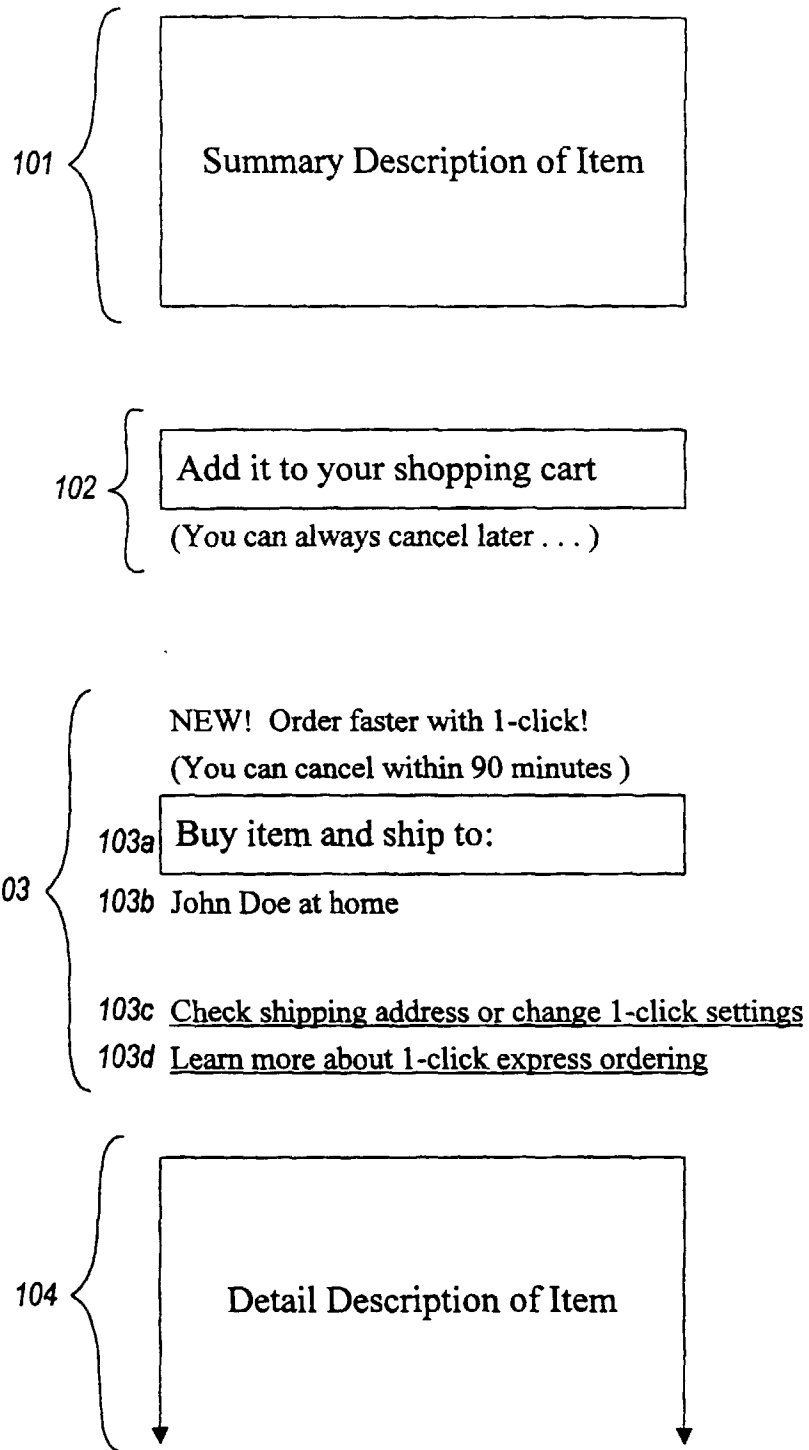 101 Summary Description of Item
102 Add it to your shopping cart
(You can always cancel later . . . )
NEW! Order faster with 1-click!
(You can cancel within 90 minutes )
103a Buy item and ship to:
03
103b John Doe at home
103c Check shipping address or change 1-click settings
103d Learn more about 1-click express ordering
104 Detail Description of Item